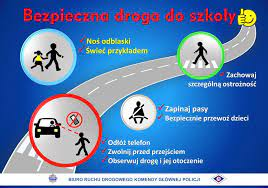 Bezpieczna droga do szkoły
Noś odblaski
Świeć przykładem
Zachowaj
szczególną ostrożność
Zapinaj pasy
Bezpiecznie przewoź dzieci
Odłóż telefon
Zwolnij przed przejściem
Obserwuj drogę i jej otoczenie
BIURO RUCHU DROGOWEGO KOMENDY GŁÓWNEJ POLICJI